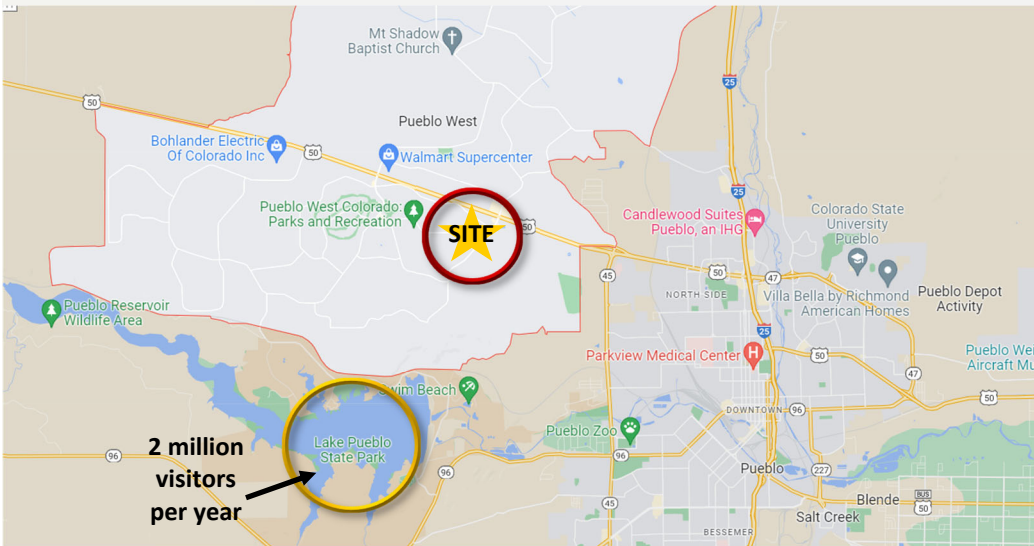 Mt Shadow
Baptist Church
25
50
Pueblo West
Bohlander Electric
Of Colorado Inc
50
Walmart Supercenter
25
Pueblo West Colorado:
Parks and Recreation
SITE
50
Candlewood Suites
Pueblo, an IHG
Colorado State
University
Pueblo
45
50
47
NORTH SIDE
Villa Bella by Richmond
American Homes
Pueblo Depot
Activity
Pueblo Reservoir
Wildlife Area
25
Parkview Medical Center
H
50
Pueblo We
Aircraft Mu
47
50
Swim Beach
DOWNTOWN
96
2 million
visitors
per year
Lake Pueblo
State Park
Pueblo Zoo
96
96
96
Pueblo
227
45
Blende
BUS
50
Salt Creek
BESSEMER